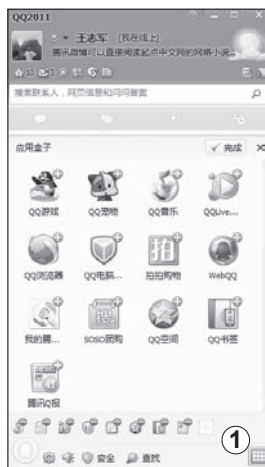 QQ2011
王志军 [我在线上]
腾讯微博可以直接阅读起点中文网的网络小说...
搜索联系人、网页信息和问问答案
应用盒子 完成
QQ游戏 QQ宠物 QQ音乐 QQLive...
QQ浏览器 QQ电脑... 拍拍购物 WebQQ
我的腾... soso团购 QQ空间 QQ书签
腾讯Q报
安全 查找
1